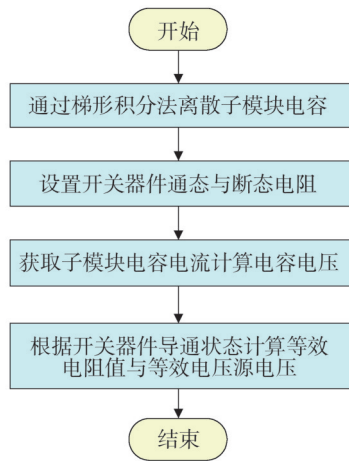 开始
通过梯形积分法离散子模块电容
设置开关器件通态与断态电阻
获取子模块电容电流计算电容电压
根据开关器件导通状态计算等效
电阻值与等效电压源电压
结束